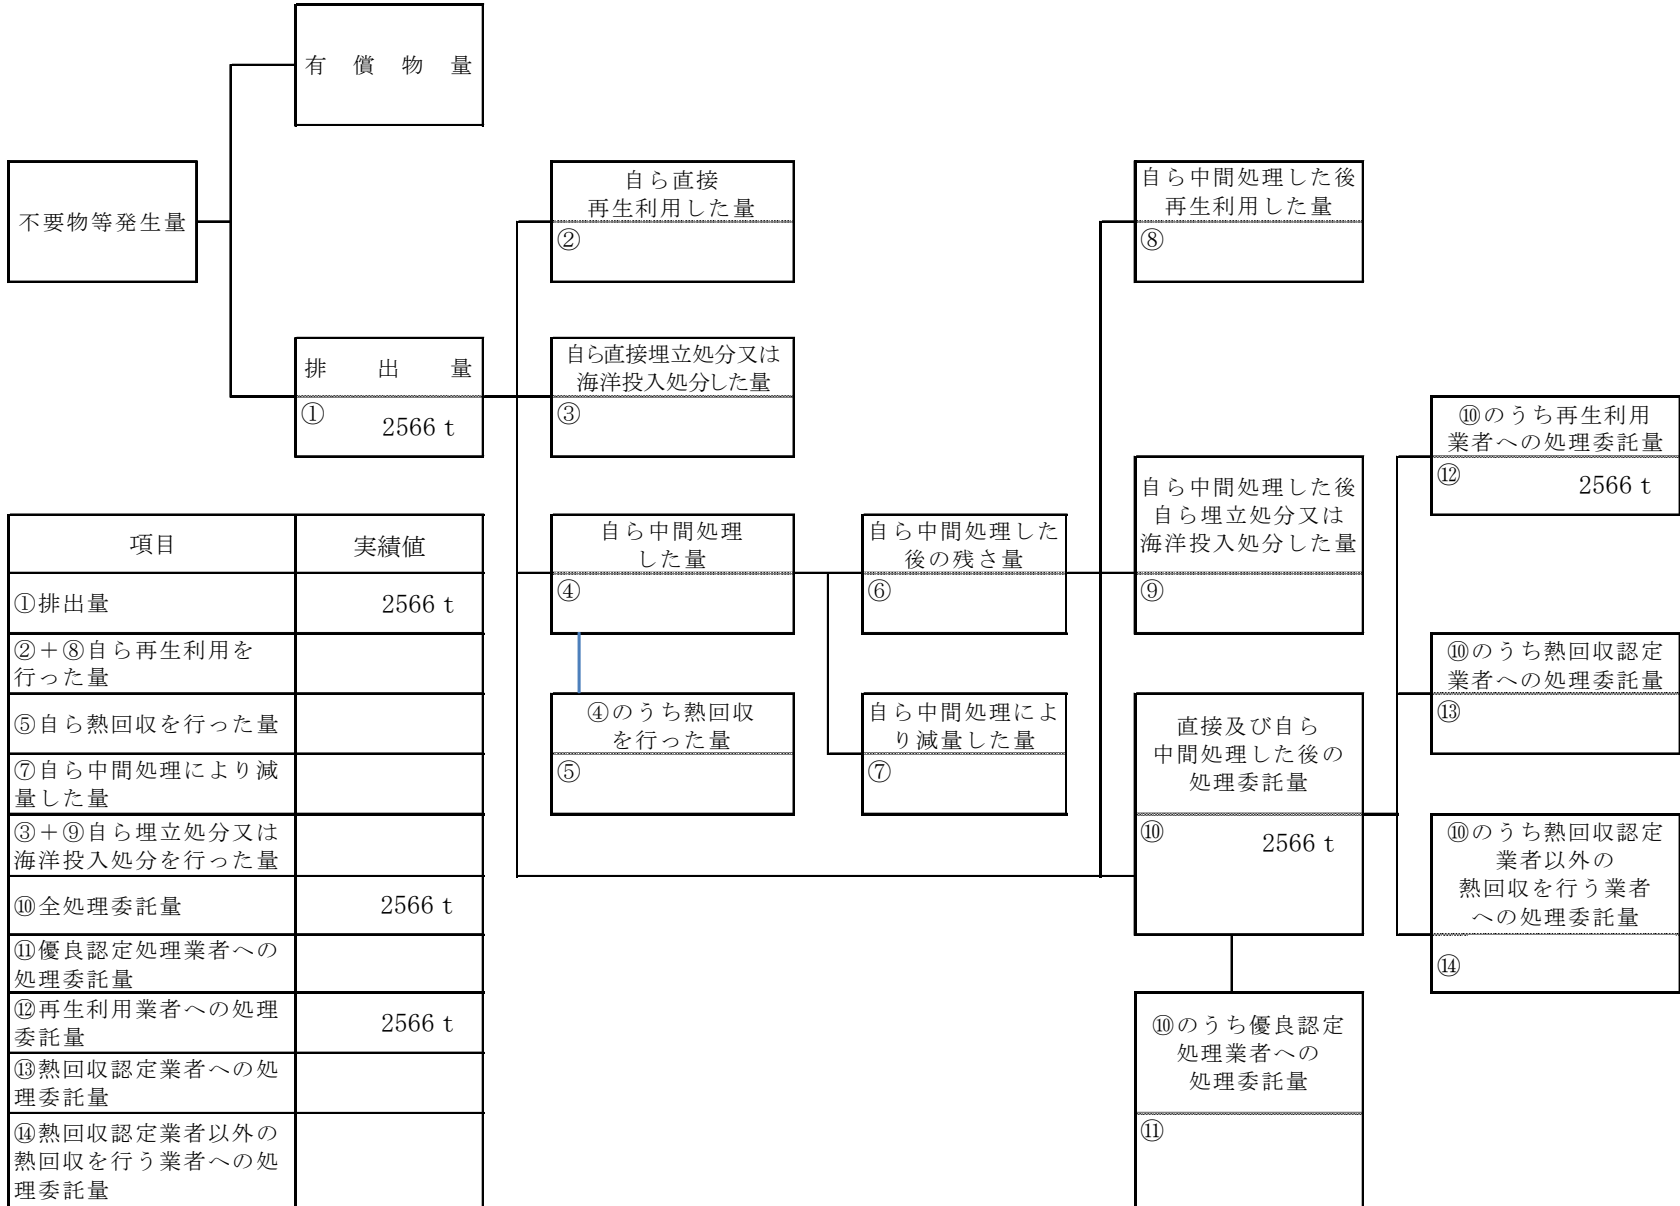 有償物量
不要物等発生量
排出量
① 2566 t
自ら直接
再生利用した量
②
自ら直接埋立処分又は
海洋投入処分した量
③
自ら中間処理
した量
④
④のうち熱回収
を行った量
⑤
自ら中間処理した
後の残さ量
⑥
自ら中間処理によ
り減量した量
⑦
自ら中間処理した後
再生利用した量
⑧
自ら中間処理した後
自ら埋立処分又は
海洋投入処分した量
⑨
直接及び自ら
中間処理した後の
処理委託量
⑩ 2566 t
⑩のうち優良認定
処理業者への
処理委託量
⑪
⑩のうち再生利用
業者への処理委託量
⑫ 2566 t
⑩のうち熱回収認定
業者への処理委託量
⑬
⑩のうち熱回収認定
業者以外の
熱回収を行う業者
への処理委託量
⑭
項目 実績値
①排出量 2566 t
②+⑧自ら再生利用を
行った量
⑤自ら熱回収を行った量
⑦自ら中間処理により減
量した量
③+⑨自ら埋立処分又は
海洋投入処分を行った量
⑩全処理委託量 2566 t
⑪優良認定処理業者への
処理委託量
⑫再生利用業者への処理
委託量 2566 t
⑬熱回収認定業者への処
理委託量
⑭熱回収認定業者以外の
熱回収を行う業者への処
理委託量